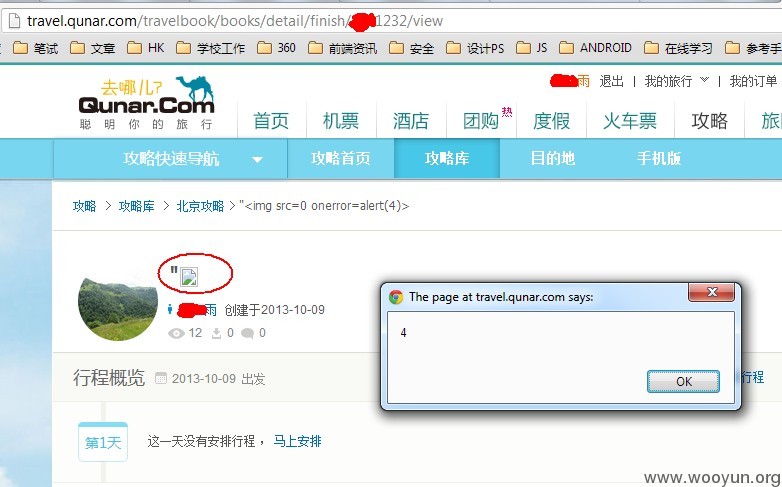 travel.qunar.com/travelbook/books/detail/finish/ 1232/view
笔试 文章 HK 学校工作 360 前端资讯 安全 设计PS JS ANDROID 在线学习 参考手
雨 退出 | 我的旅行 | 我的订单
去哪儿?
Qunar.Com
聪明你的旅行
首页 机票 酒店 团购 热 度假 火车票 攻略 旅
攻略快速导航 攻略首页 攻略库 目的地 手机版
攻略 > 攻略库 > 北京攻略 > "<img src=0 onerror=alert(4)>
"
雨 创建于2013-10-09
12 0 0
The page at travel.qunar.com says:
4
OK
行程概览 2013-10-09 出发
行程
第1天 这一天没有安排行程， 马上安排
www.wooyun.org